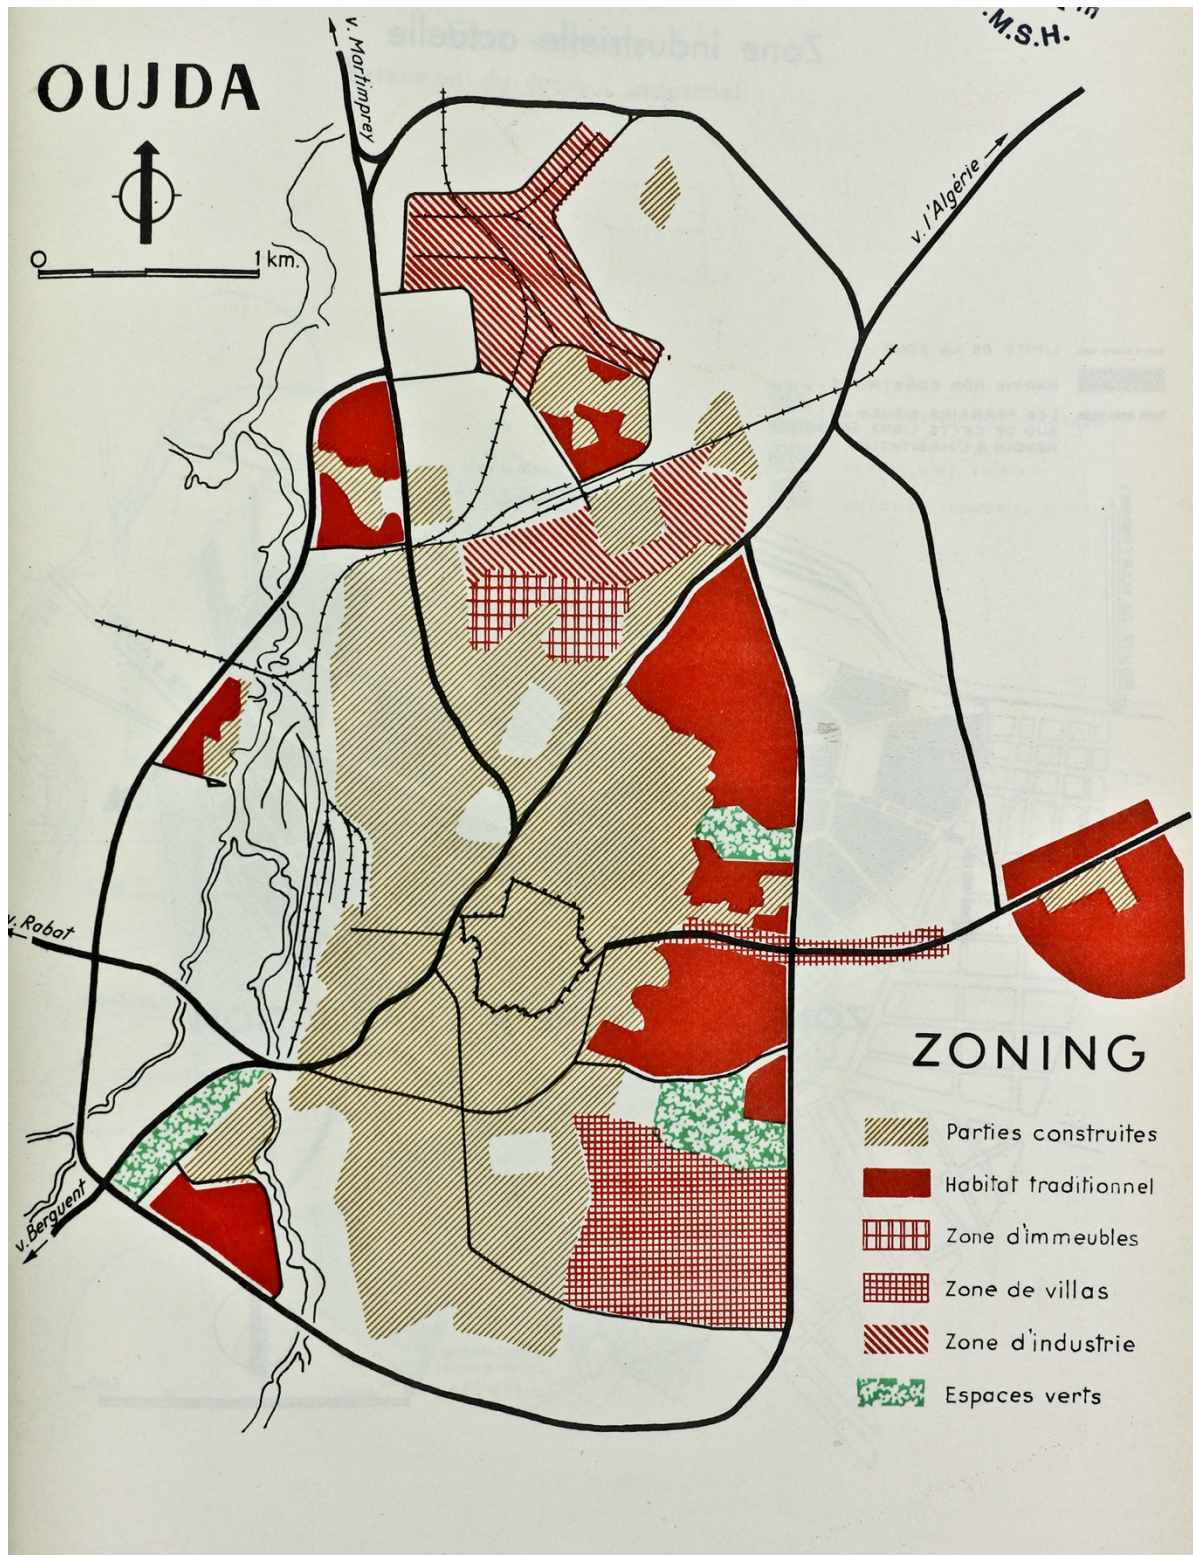 .M.S.H.
OUJDA
v. Martimprey
0 1 km.
v. l'Algérie
v. Rabat
v. Berguent
ZONING
Parties construites
Habitat traditionnel
Zone d'immeubles
Zone de villas
Zone d'industrie
Espaces verts